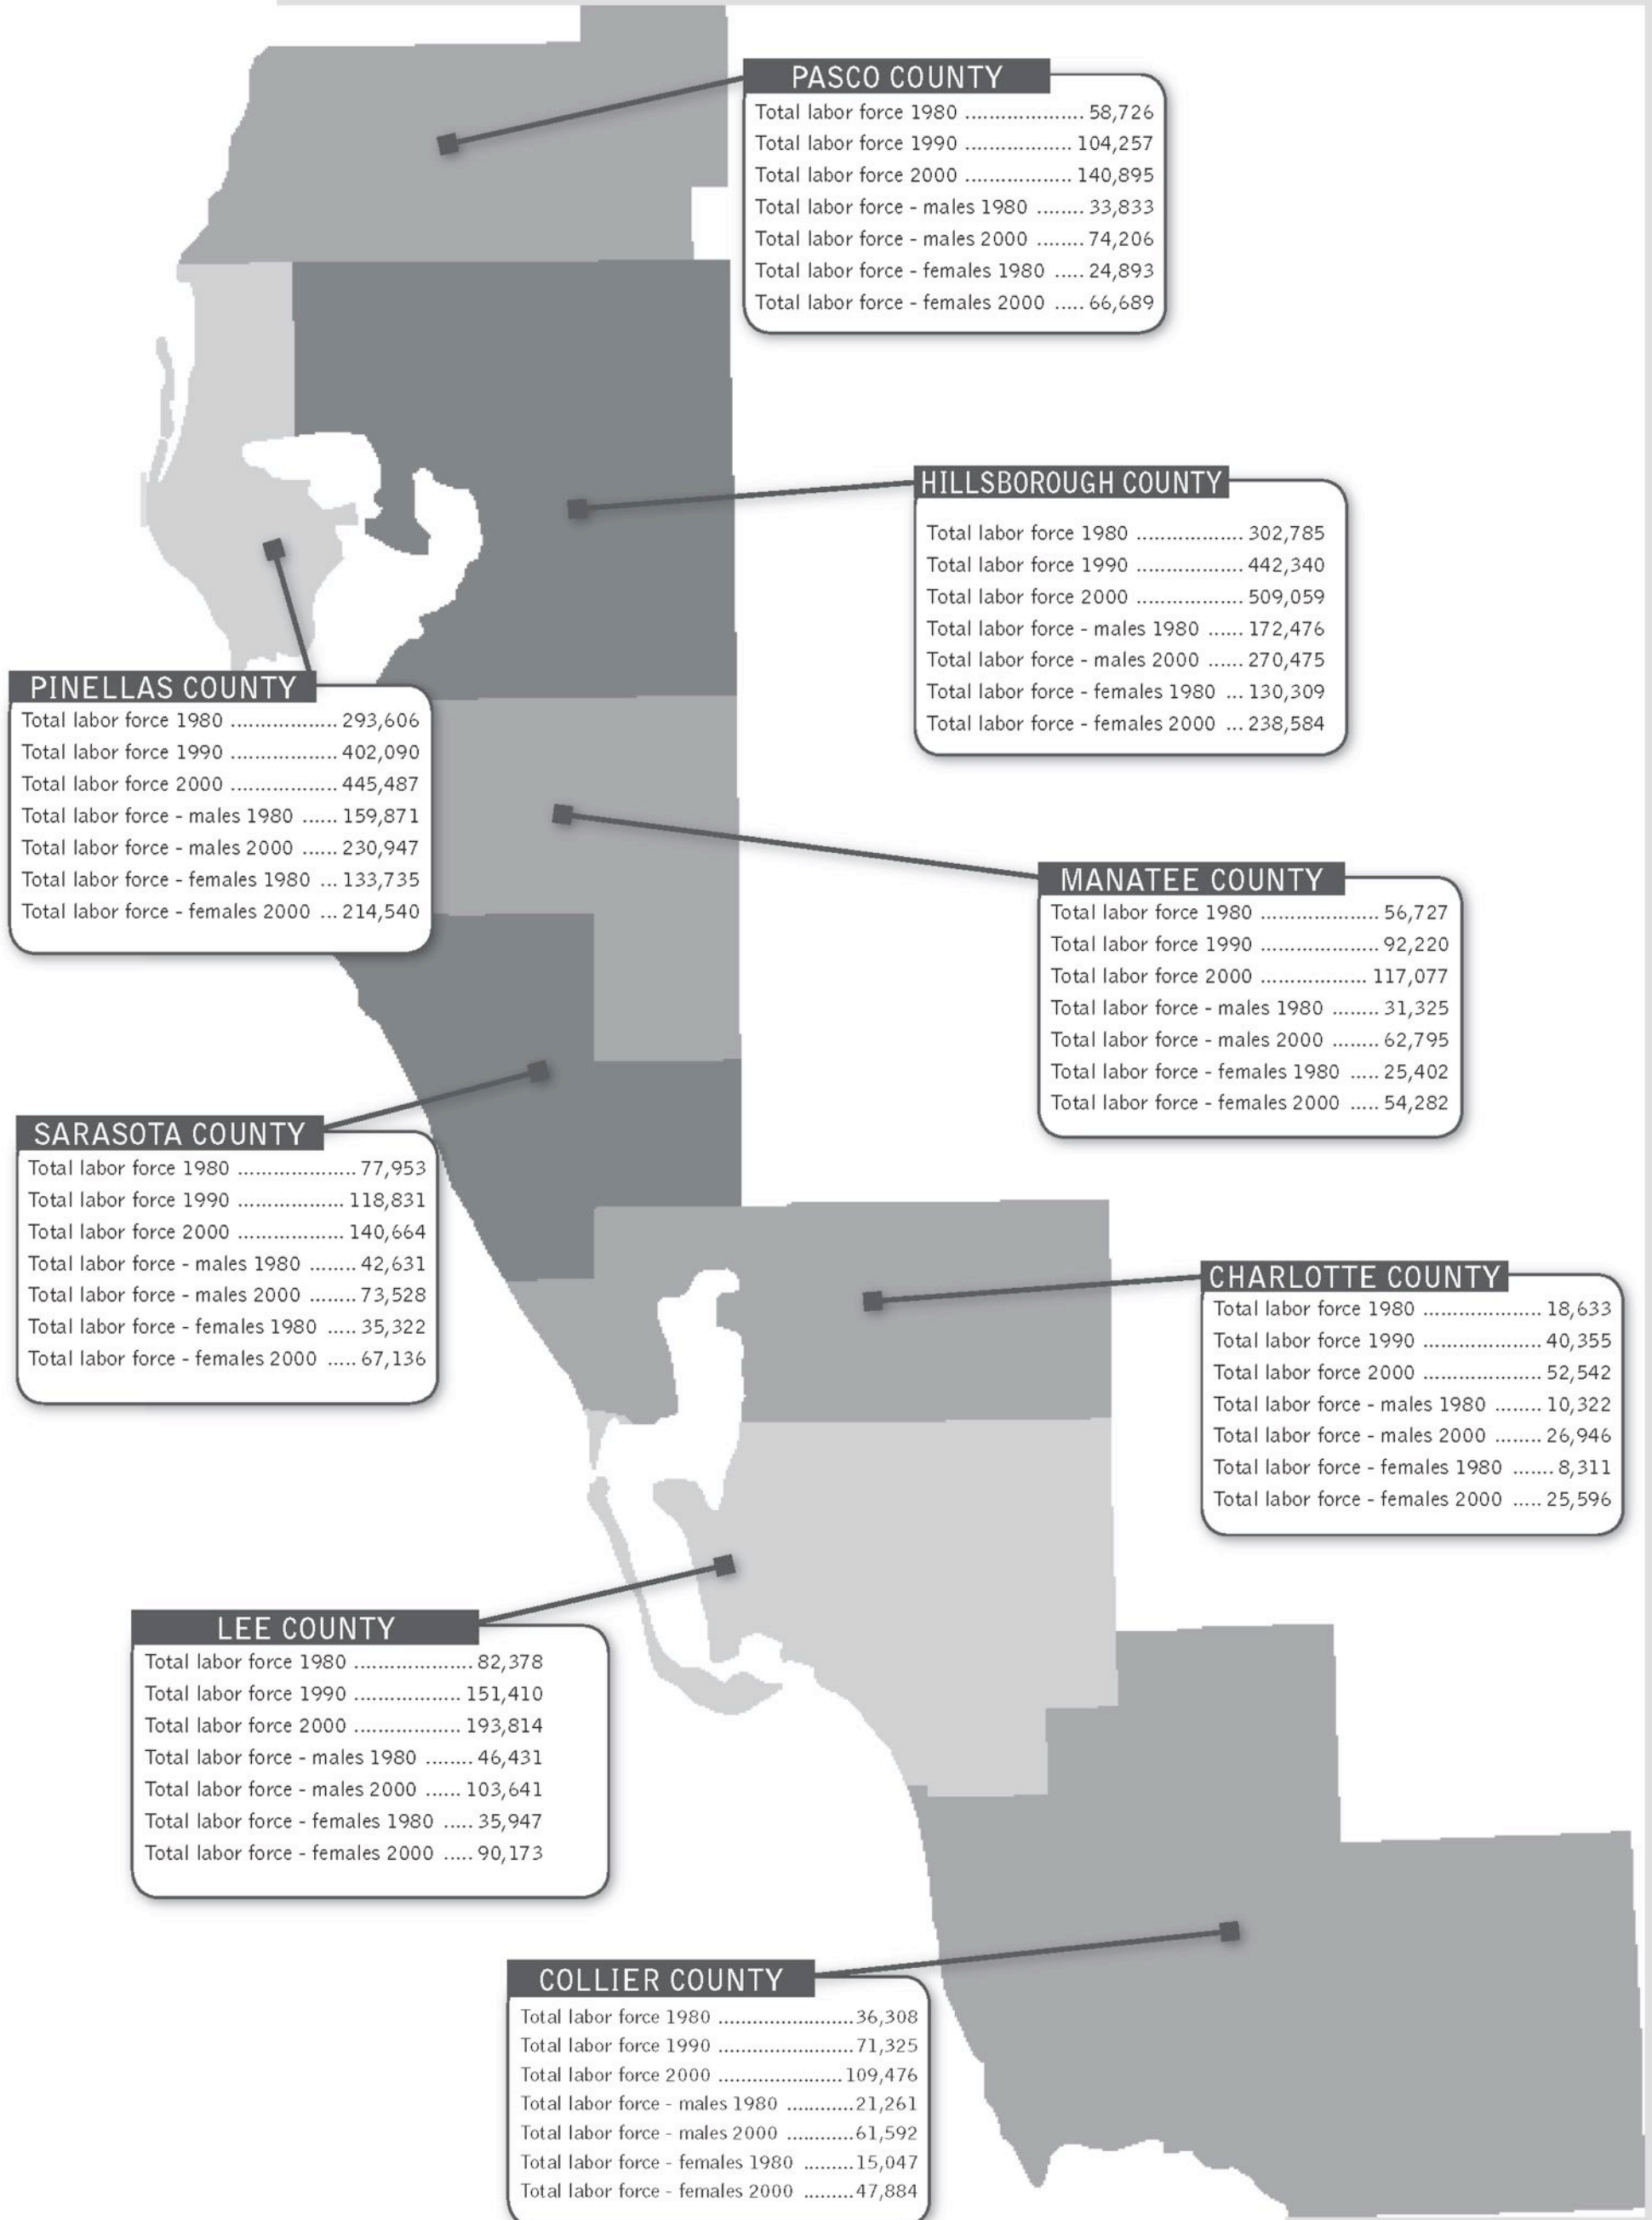 PASCO COUNTY
Total labor force 1980 .................... 58,726
Total labor force 1990 .................. 104,257
Total labor force 2000 .................. 140,895
Total labor force - males 1980 ........ 33,833
Total labor force - males 2000 ........ 74,206
Total labor force - females 1980 ..... 24,893
Total labor force - females 2000 ..... 66,689
HILLSBOROUGH COUNTY
Total labor force 1980 .................. 302,785
Total labor force 1990 .................. 442,340
Total labor force 2000 .................. 509,059
Total labor force - males 1980 ...... 172,476
Total labor force - males 2000 ...... 270,475
Total labor force - females 1980 ... 130,309
Total labor force - females 2000 ... 238,584
PINELLAS COUNTY
Total labor force 1980 .................. 293,606
Total labor force 1990 .................. 402,090
Total labor force 2000 .................. 445,487
Total labor force - males 1980 ...... 159,871
Total labor force - males 2000 ...... 230,947
Total labor force - females 1980 ... 133,735
Total labor force - females 2000 ... 214,540
MANATEE COUNTY
Total labor force 1980 .................... 56,727
Total labor force 1990 .................... 92,220
Total labor force 2000 .................. 117,077
Total labor force - males 1980 ........ 31,325
Total labor force - males 2000 ........ 62,795
Total labor force - females 1980 ..... 25,402
Total labor force - females 2000 ..... 54,282
SARASOTA COUNTY
Total labor force 1980 .................... 77,953
Total labor force 1990 .................. 118,831
Total labor force 2000 .................. 140,664
Total labor force - males 1980 ........ 42,631
Total labor force - males 2000 ........ 73,528
Total labor force - females 1980 ..... 35,322
Total labor force - females 2000 ..... 67,136
CHARLOTTE COUNTY
Total labor force 1980 .................... 18,633
Total labor force 1990 .................... 40,355
Total labor force 2000 .................... 52,542
Total labor force - males 1980 ........ 10,322
Total labor force - males 2000 ........ 26,946
Total labor force - females 1980 ....... 8,311
Total labor force - females 2000 ..... 25,596
LEE COUNTY
Total labor force 1980 .................... 82,378
Total labor force 1990 .................. 151,410
Total labor force 2000 .................. 193,814
Total labor force - males 1980 ........ 46,431
Total labor force - males 2000 ...... 103,641
Total labor force - females 1980 ..... 35,947
Total labor force - females 2000 ..... 90,173
COLLIER COUNTY
Total labor force 1980 ........................36,308
Total labor force 1990 ........................71,325
Total labor force 2000 ......................109,476
Total labor force - males 1980 ............21,261
Total labor force - males 2000 ............61,592
Total labor force - females 1980 .........15,047
Total labor force - females 2000 .........47,884